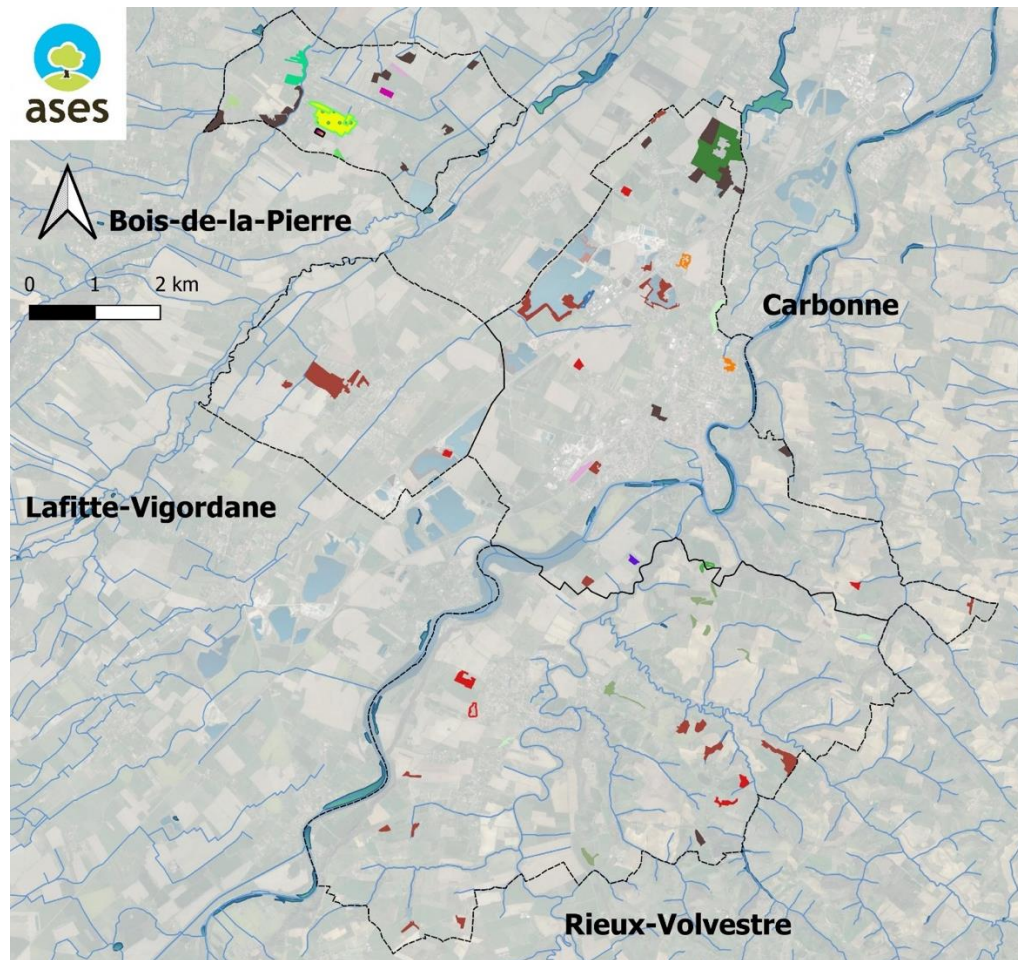 ases
Bois-de-la-Pierre
0 1 2 km
Carbonne
Lafitte-Vigordane
Rieux-Volvestre